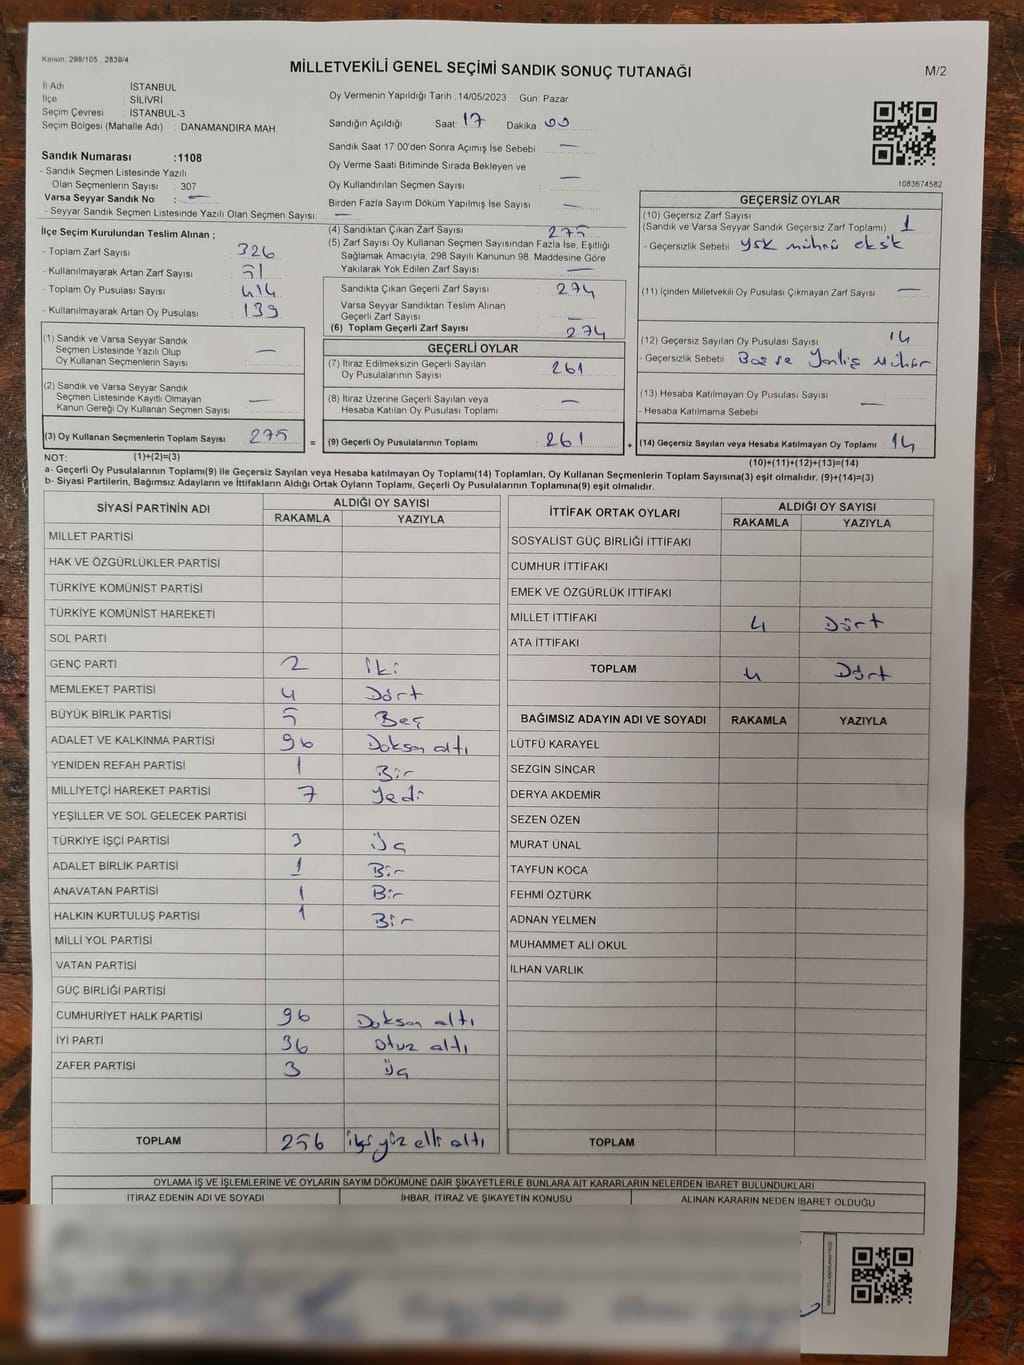 Kanun, 298/105 , 2839/4
MİLLETVEKİLİ GENEL SEÇİMİ SANDIK SONUÇ TUTANAĞI
M/2
İl Adı : İSTANBUL
İlçe : SİLİVRİ
Seçim Çevresi : İSTANBUL-3
Seçim Bölgesi (Mahalle Adı) : DANAMANDIRA MAH.
Oy Vermenin Yapıldığı Tarih :14/05/2023 Gün: Pazar
Sandığın Açıldığı Saat: 17 Dakika 00
Sandık Saat 17:00'den Sonra Açılmış İse Sebebi : —
Oy Verme Saati Bitiminde Sırada Bekleyen ve
Oy Kullandırılan Seçmen Sayısı : —
Birden Fazla Sayım Döküm Yapılmış İse Sayısı : —
Sandık Numarası :1108
- Sandık Seçmen Listesinde Yazılı
Olan Seçmenlerin Sayısı : 307
Varsa Seyyar Sandık No : —
- Seyyar Sandık Seçmen Listesinde Yazılı Olan Seçmen Sayısı: —
1083674582
İlçe Seçim Kurulundan Teslim Alınan ;
- Toplam Zarf Sayısı : 326
- Kullanılmayarak Artan Zarf Sayısı : 51
- Toplam Oy Pusulası Sayısı : 414
- Kullanılmayarak Artan Oy Pusulası : 139
(4) Sandıktan Çıkan Zarf Sayısı : 275
(5) Zarf Sayısı Oy Kullanan Seçmen Sayısından Fazla İse, Eşitliği
Sağlamak Amacıyla; 298 Sayılı Kanunun 98. Maddesine Göre
Yakılarak Yok Edilen Zarf Sayısı : —
Sandıkta Çıkan Geçerli Zarf Sayısı : 274
Varsa Seyyar Sandıktan Teslim Alınan
Geçerli Zarf Sayısı : —
(6) Toplam Geçerli Zarf Sayısı : 274
GEÇERSİZ OYLAR
(10) Geçersiz Zarf Sayısı
(Sandık ve Varsa Seyyar Sandık Geçersiz Zarf Toplamı) : 1
- Geçersizlik Sebebi : YSK mührü eksik
(11) İçinden Milletvekili Oy Pusulası Çıkmayan Zarf Sayısı : —
(12) Geçersiz Sayılan Oy Pusulası Sayısı : 14
- Geçersizlik Sebebi : Boş ve Yanlış Mühür
(13) Hesaba Katılmayan Oy Pusulası Sayısı :
- Hesaba Katılmama Sebebi : —
(1) Sandık ve Varsa Seyyar Sandık
Seçmen Listesinde Yazılı Olup
Oy Kullanan Seçmenlerin Sayısı : —
(2) Sandık ve Varsa Seyyar Sandık
Seçmen Listesinde Kayıtlı Olmayan
Kanun Gereği Oy Kullanan Seçmen Sayısı : —
GEÇERLİ OYLAR
(7) İtiraz Edilmeksizin Geçerli Sayılan
Oy Pusulalarının Sayısı : 261
(8) İtiraz Üzerine Geçerli Sayılan veya
Hesaba Katılan Oy Pusulası Toplamı : —
(3) Oy Kullanan Seçmenlerin Toplam Sayısı : 275 = (9) Geçerli Oy Pusulalarının Toplamı : 261 + (14) Geçersiz Sayılan veya Hesaba Katılmayan Oy Toplamı : 14
NOT: (1)+(2)=(3) (10)+(11)+(12)+(13)=(14)
a- Geçerli Oy Pusulalarının Toplamı(9) ile Geçersiz Sayılan veya Hesaba katılmayan Oy Toplamı(14) Toplamları, Oy Kullanan Seçmenlerin Toplam Sayısına(3) eşit olmalıdır. (9)+(14)=(3)
b- Siyasi Partilerin, Bağımsız Adayların ve İttifakların Aldığı Ortak Oyların Toplamı, Geçerli Oy Pusulalarının Toplamına(9) eşit olmalıdır.
SİYASİ PARTİNİN ADI ALDIĞI OY SAYISI
RAKAMLA YAZIYLA
MİLLET PARTİSİ
HAK VE ÖZGÜRLÜKLER PARTİSİ
TÜRKİYE KOMÜNİST PARTİSİ
TÜRKİYE KOMÜNİST HAREKETİ
SOL PARTİ
GENÇ PARTİ 2 İki
MEMLEKET PARTİSİ 4 Dört
BÜYÜK BİRLİK PARTİSİ 5 Beş
ADALET VE KALKINMA PARTİSİ 96 Doksan altı
YENİDEN REFAH PARTİSİ 1 Bir
MİLLİYETÇİ HAREKET PARTİSİ 7 Yedi
YEŞİLLER VE SOL GELECEK PARTİSİ
TÜRKİYE İŞÇİ PARTİSİ 3 Üç
ADALET BİRLİK PARTİSİ 1 Bir
ANAVATAN PARTİSİ 1 Bir
HALKIN KURTULUŞ PARTİSİ 1 Bir
MİLLİ YOL PARTİSİ
VATAN PARTİSİ
GÜÇ BİRLİĞİ PARTİSİ
CUMHURİYET HALK PARTİSİ 96 Doksan altı
İYİ PARTİ 36 Otuz altı
ZAFER PARTİSİ 3 Üç
TOPLAM 256 İki yüz elli altı
İTTİFAK ORTAK OYLARI ALDIĞI OY SAYISI
RAKAMLA YAZIYLA
SOSYALİST GÜÇ BİRLİĞİ İTTİFAKI
CUMHUR İTTİFAKI
EMEK VE ÖZGÜRLÜK İTTİFAKI
MİLLET İTTİFAKI 4 Dört
ATA İTTİFAKI
TOPLAM 4 Dört
BAĞIMSIZ ADAYIN ADI VE SOYADI RAKAMLA YAZIYLA
LÜTFÜ KARAYEL
SEZGİN SİNCAR
DERYA AKDEMİR
SEZEN ÖZEN
MURAT ÜNAL
TAYFUN KOCA
FEHMİ ÖZTÜRK
ADNAN YELMEN
MUHAMMET ALİ OKUL
İLHAN VARLIK
TOPLAM
OYLAMA İŞ VE İŞLEMLERİNE VE OYLARIN SAYIM DÖKÜMÜNE DAİR ŞİKAYETLERLE BUNLARA AİT KARARLARIN NELERDEN İBARET BULUNDUKLARI
İTİRAZ EDENİN ADI VE SOYADI İHBAR, İTİRAZ VE ŞİKAYETİN KONUSU ALINAN KARARIN NEDEN İBARET OLDUĞU